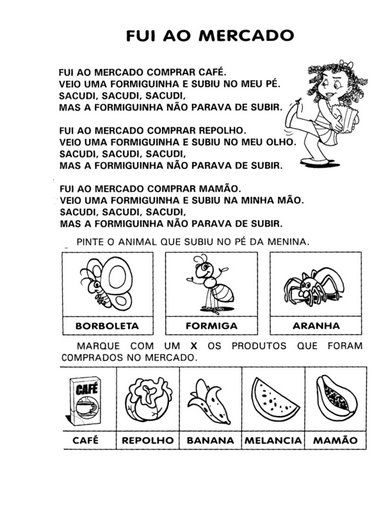 FUI AO MERCADO
FUI AO MERCADO COMPRAR CAFÉ.
VEIO UMA FORMIGUINHA E SUBIU NO MEU PÉ.
SACUDI, SACUDI, SACUDI,
MAS A FORMIGUINHA NÃO PARAVA DE SUBIR.
FUI AO MERCADO COMPRAR REPOLHO.
VEIO UMA FORMIGUINHA E SUBIU NO MEU OLHO.
SACUDI, SACUDI, SACUDI,
MAS A FORMIGUINHA NÃO PARAVA DE SUBIR.
FUI AO MERCADO COMPRAR MAMÃO.
VEIO UMA FORMIGUINHA E SUBIU NA MINHA MÃO.
SACUDI, SACUDI, SACUDI,
MAS A FORMIGUINHA NÃO PARAVA DE SUBIR.
PINTE O ANIMAL QUE SUBIU NO PÉ DA MENINA.
BORBOLETA FORMIGA ARANHA
MARQUE COM UM X OS PRODUTOS QUE FORAM
COMPRADOS NO MERCADO.
CAFÉ
CAFÉ REPOLHO BANANA MELANCIA MAMÃO